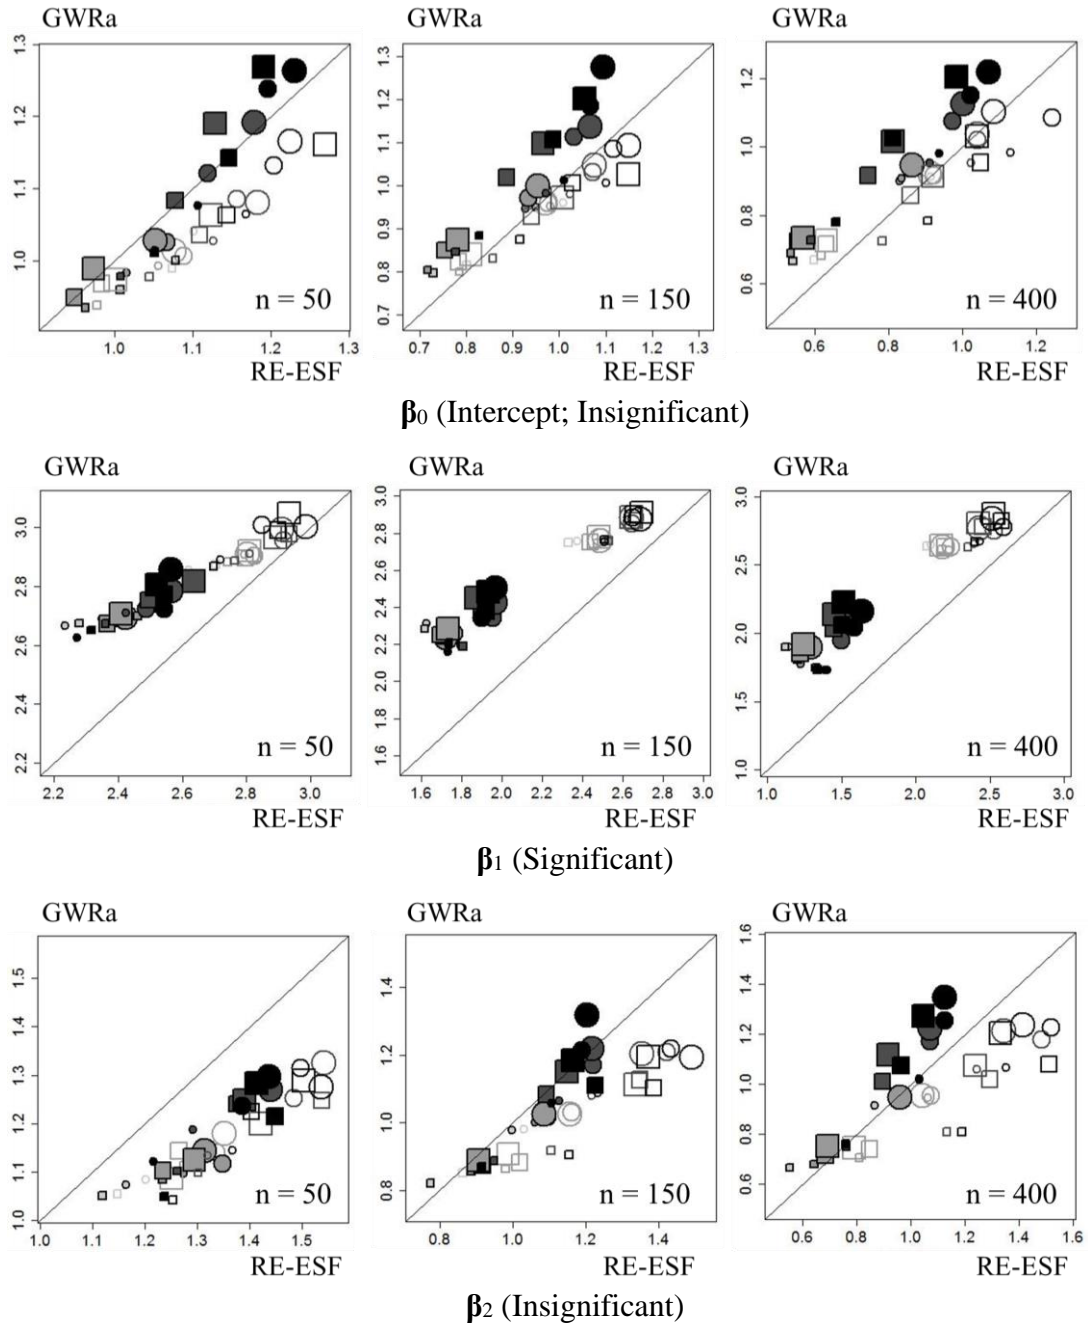 GWRa GWRa GWRa
1.3
1.2
1.1
1.0
n = 50
1.0 1.1 1.2 1.3
RE-ESF
1.3
1.2
1.1
1.0
0.9
0.8
0.7
n = 150
0.7 0.8 0.9 1.0 1.1 1.2 1.3
RE-ESF
1.2
1.0
0.8
0.6
n = 400
0.6 0.8 1.0 1.2
RE-ESF
β0 (Intercept; Insignificant)
GWRa GWRa GWRa
3.0
2.8
2.6
2.4
2.2
n = 50
2.2 2.4 2.6 2.8 3.0
RE-ESF
3.0
2.8
2.6
2.4
2.2
2.0
1.8
1.6
n = 150
1.6 1.8 2.0 2.2 2.4 2.6 2.8 3.0
RE-ESF
3.0
2.5
2.0
1.5
1.0
n = 400
1.0 1.5 2.0 2.5 3.0
RE-ESF
β1 (Significant)
GWRa GWRa GWRa
1.5
1.4
1.3
1.2
1.1
1.0
n = 50
1.0 1.1 1.2 1.3 1.4 1.5
RE-ESF
1.4
1.2
1.0
0.8
n = 150
0.8 1.0 1.2 1.4
RE-ESF
1.6
1.4
1.2
1.0
0.8
0.6
n = 400
0.6 0.8 1.0 1.2 1.4 1.6
RE-ESF
β2 (Insignificant)